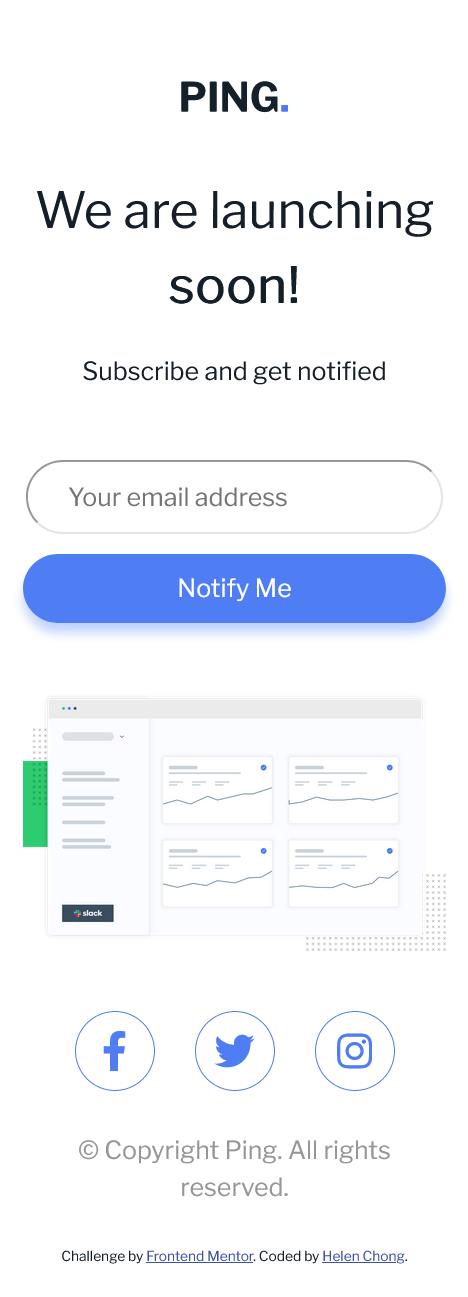 PING.
We are launching
soon!
Subscribe and get notified
Your email address
Notify Me
slack
© Copyright Ping. All rights
reserved.
Challenge by Frontend Mentor. Coded by Helen Chong.